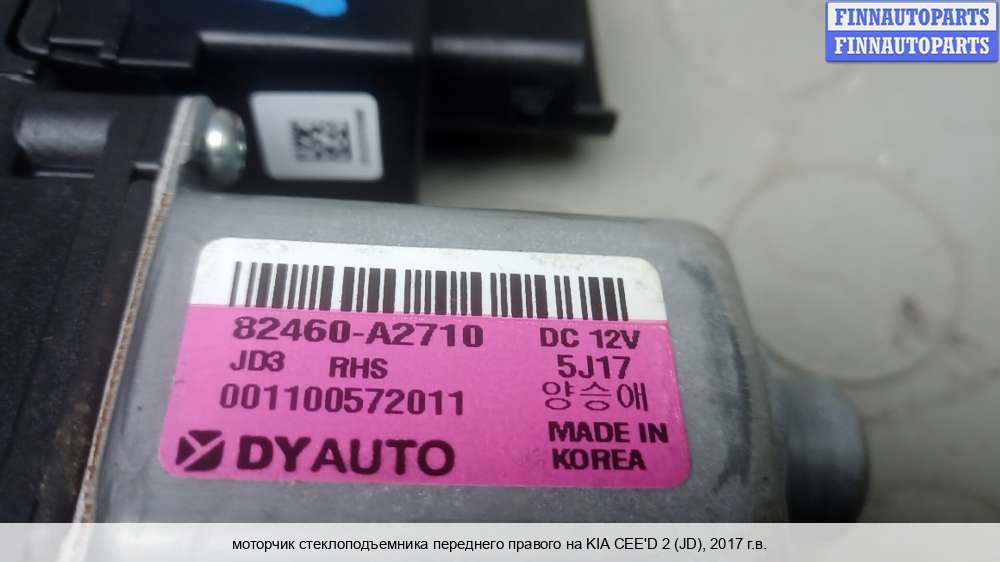 FINNAUTOPARTS
FINNAUTOPARTS
82460-A2710 DC 12V
JD3 RHS 5J17
001100572011 양승애
DYAUTO MADE IN
KOREA
моторчик стеклоподъемника переднего правого на KIA CEE'D 2 (JD), 2017 г.в.